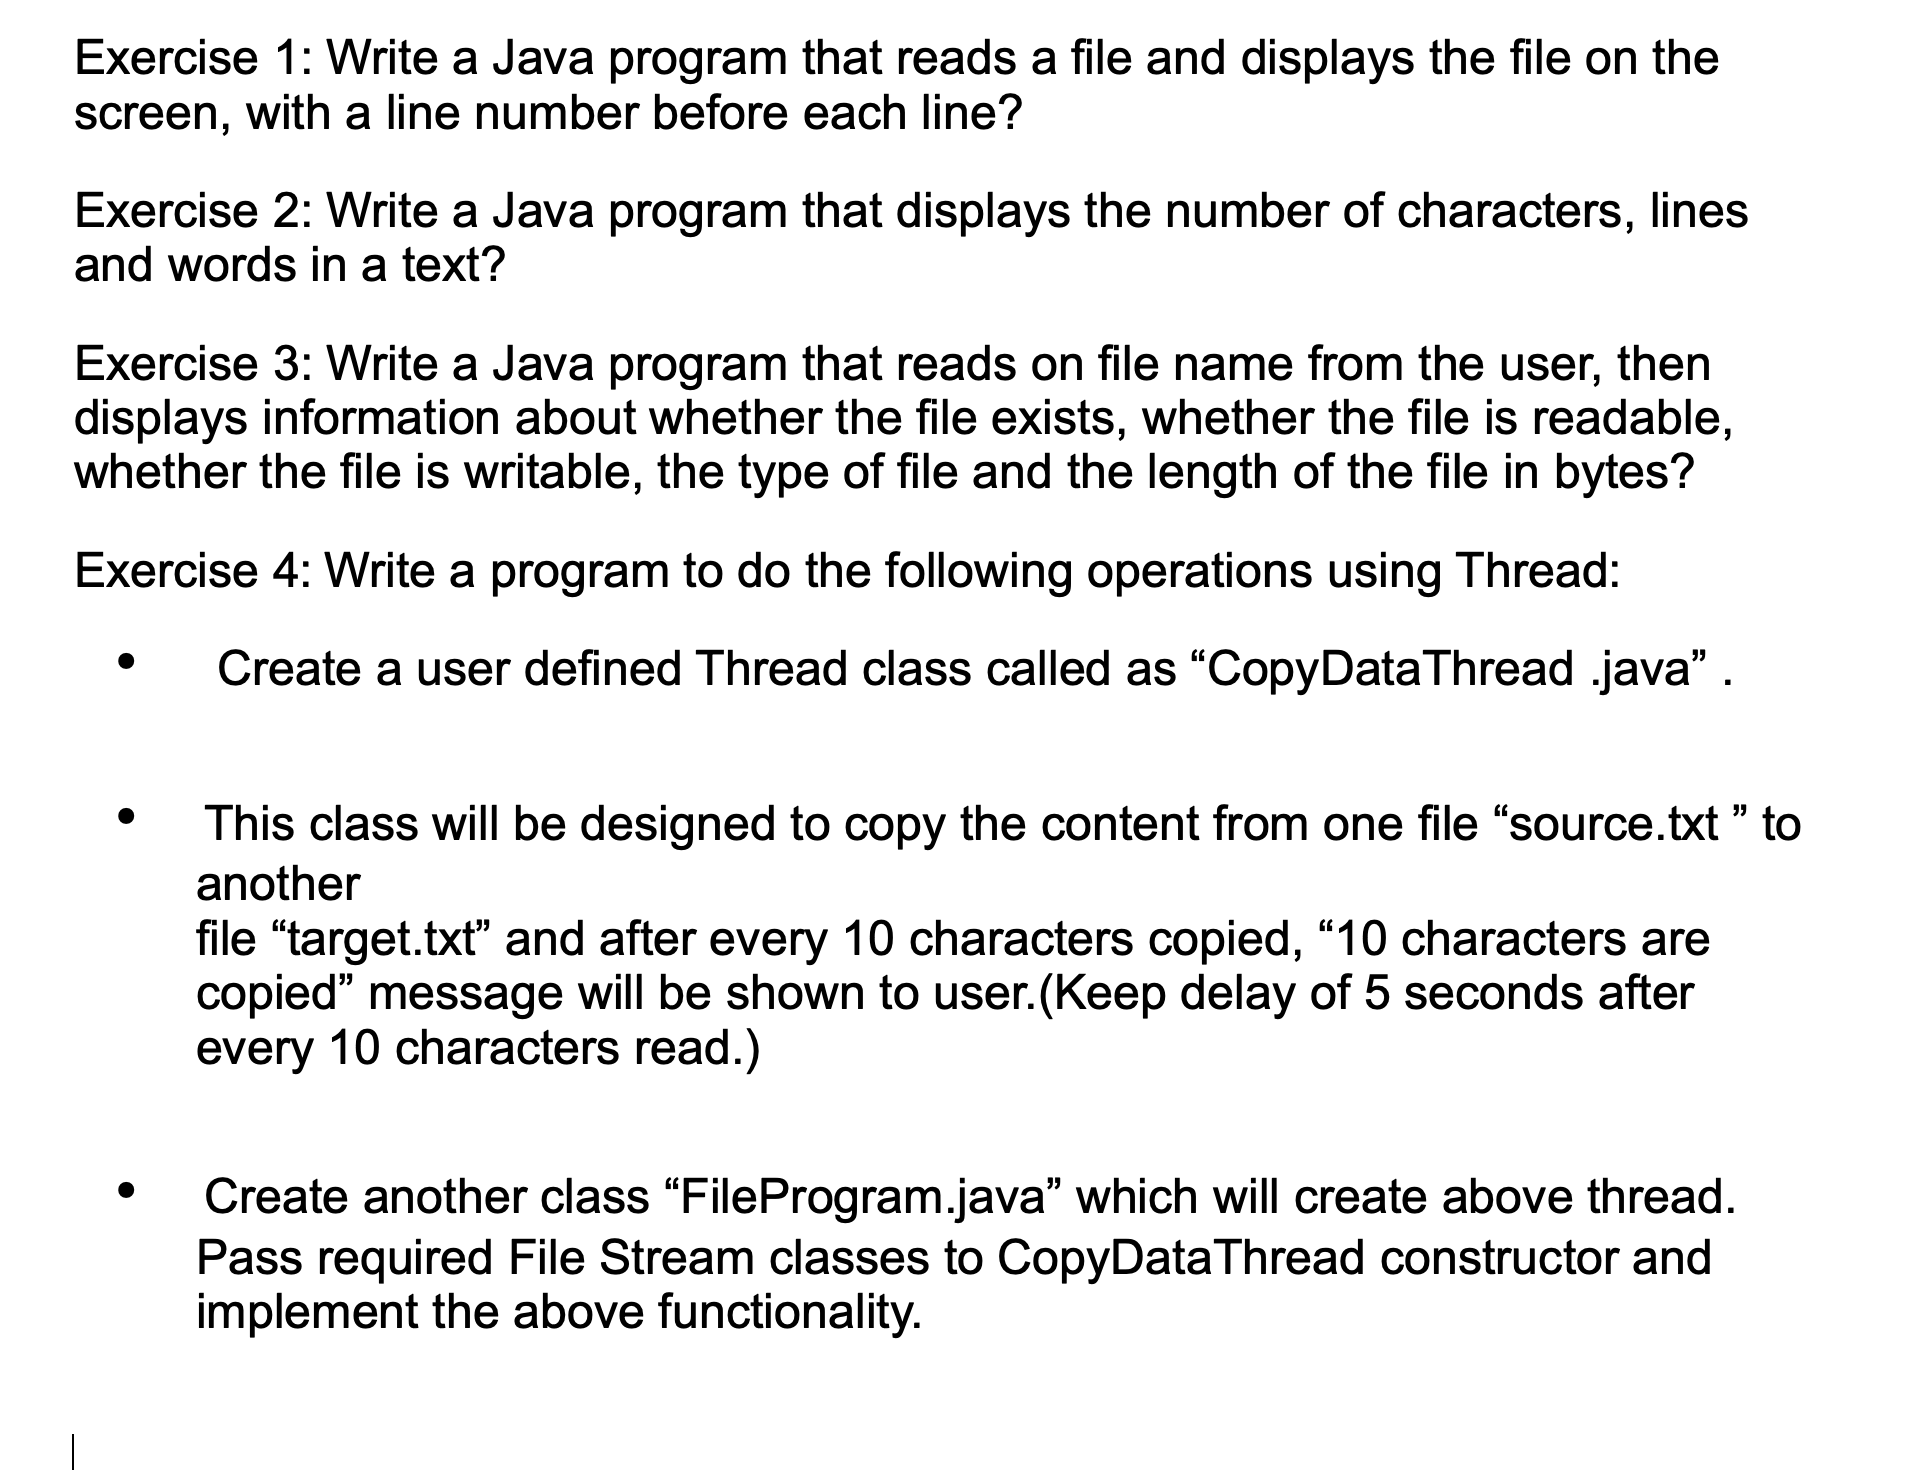 Exercise 1: Write a Java program that reads a file and displays the file on the
screen, with a line number before each line?
Exercise 2: Write a Java program that displays the number of characters, lines
and words in a text?
Exercise 3: Write a Java program that reads on file name from the user, then
displays information about whether the file exists, whether the file is readable,
whether the file is writable, the type of file and the length of the file in bytes?
Exercise 4: Write a program to do the following operations using Thread:
• Create a user defined Thread class called as “CopyDataThread .java” .
• This class will be designed to copy the content from one file “source.txt ” to
another
file “target.txt” and after every 10 characters copied, “10 characters are
copied” message will be shown to user.(Keep delay of 5 seconds after
every 10 characters read.)
• Create another class “FileProgram.java” which will create above thread.
Pass required File Stream classes to CopyDataThread constructor and
implement the above functionality.